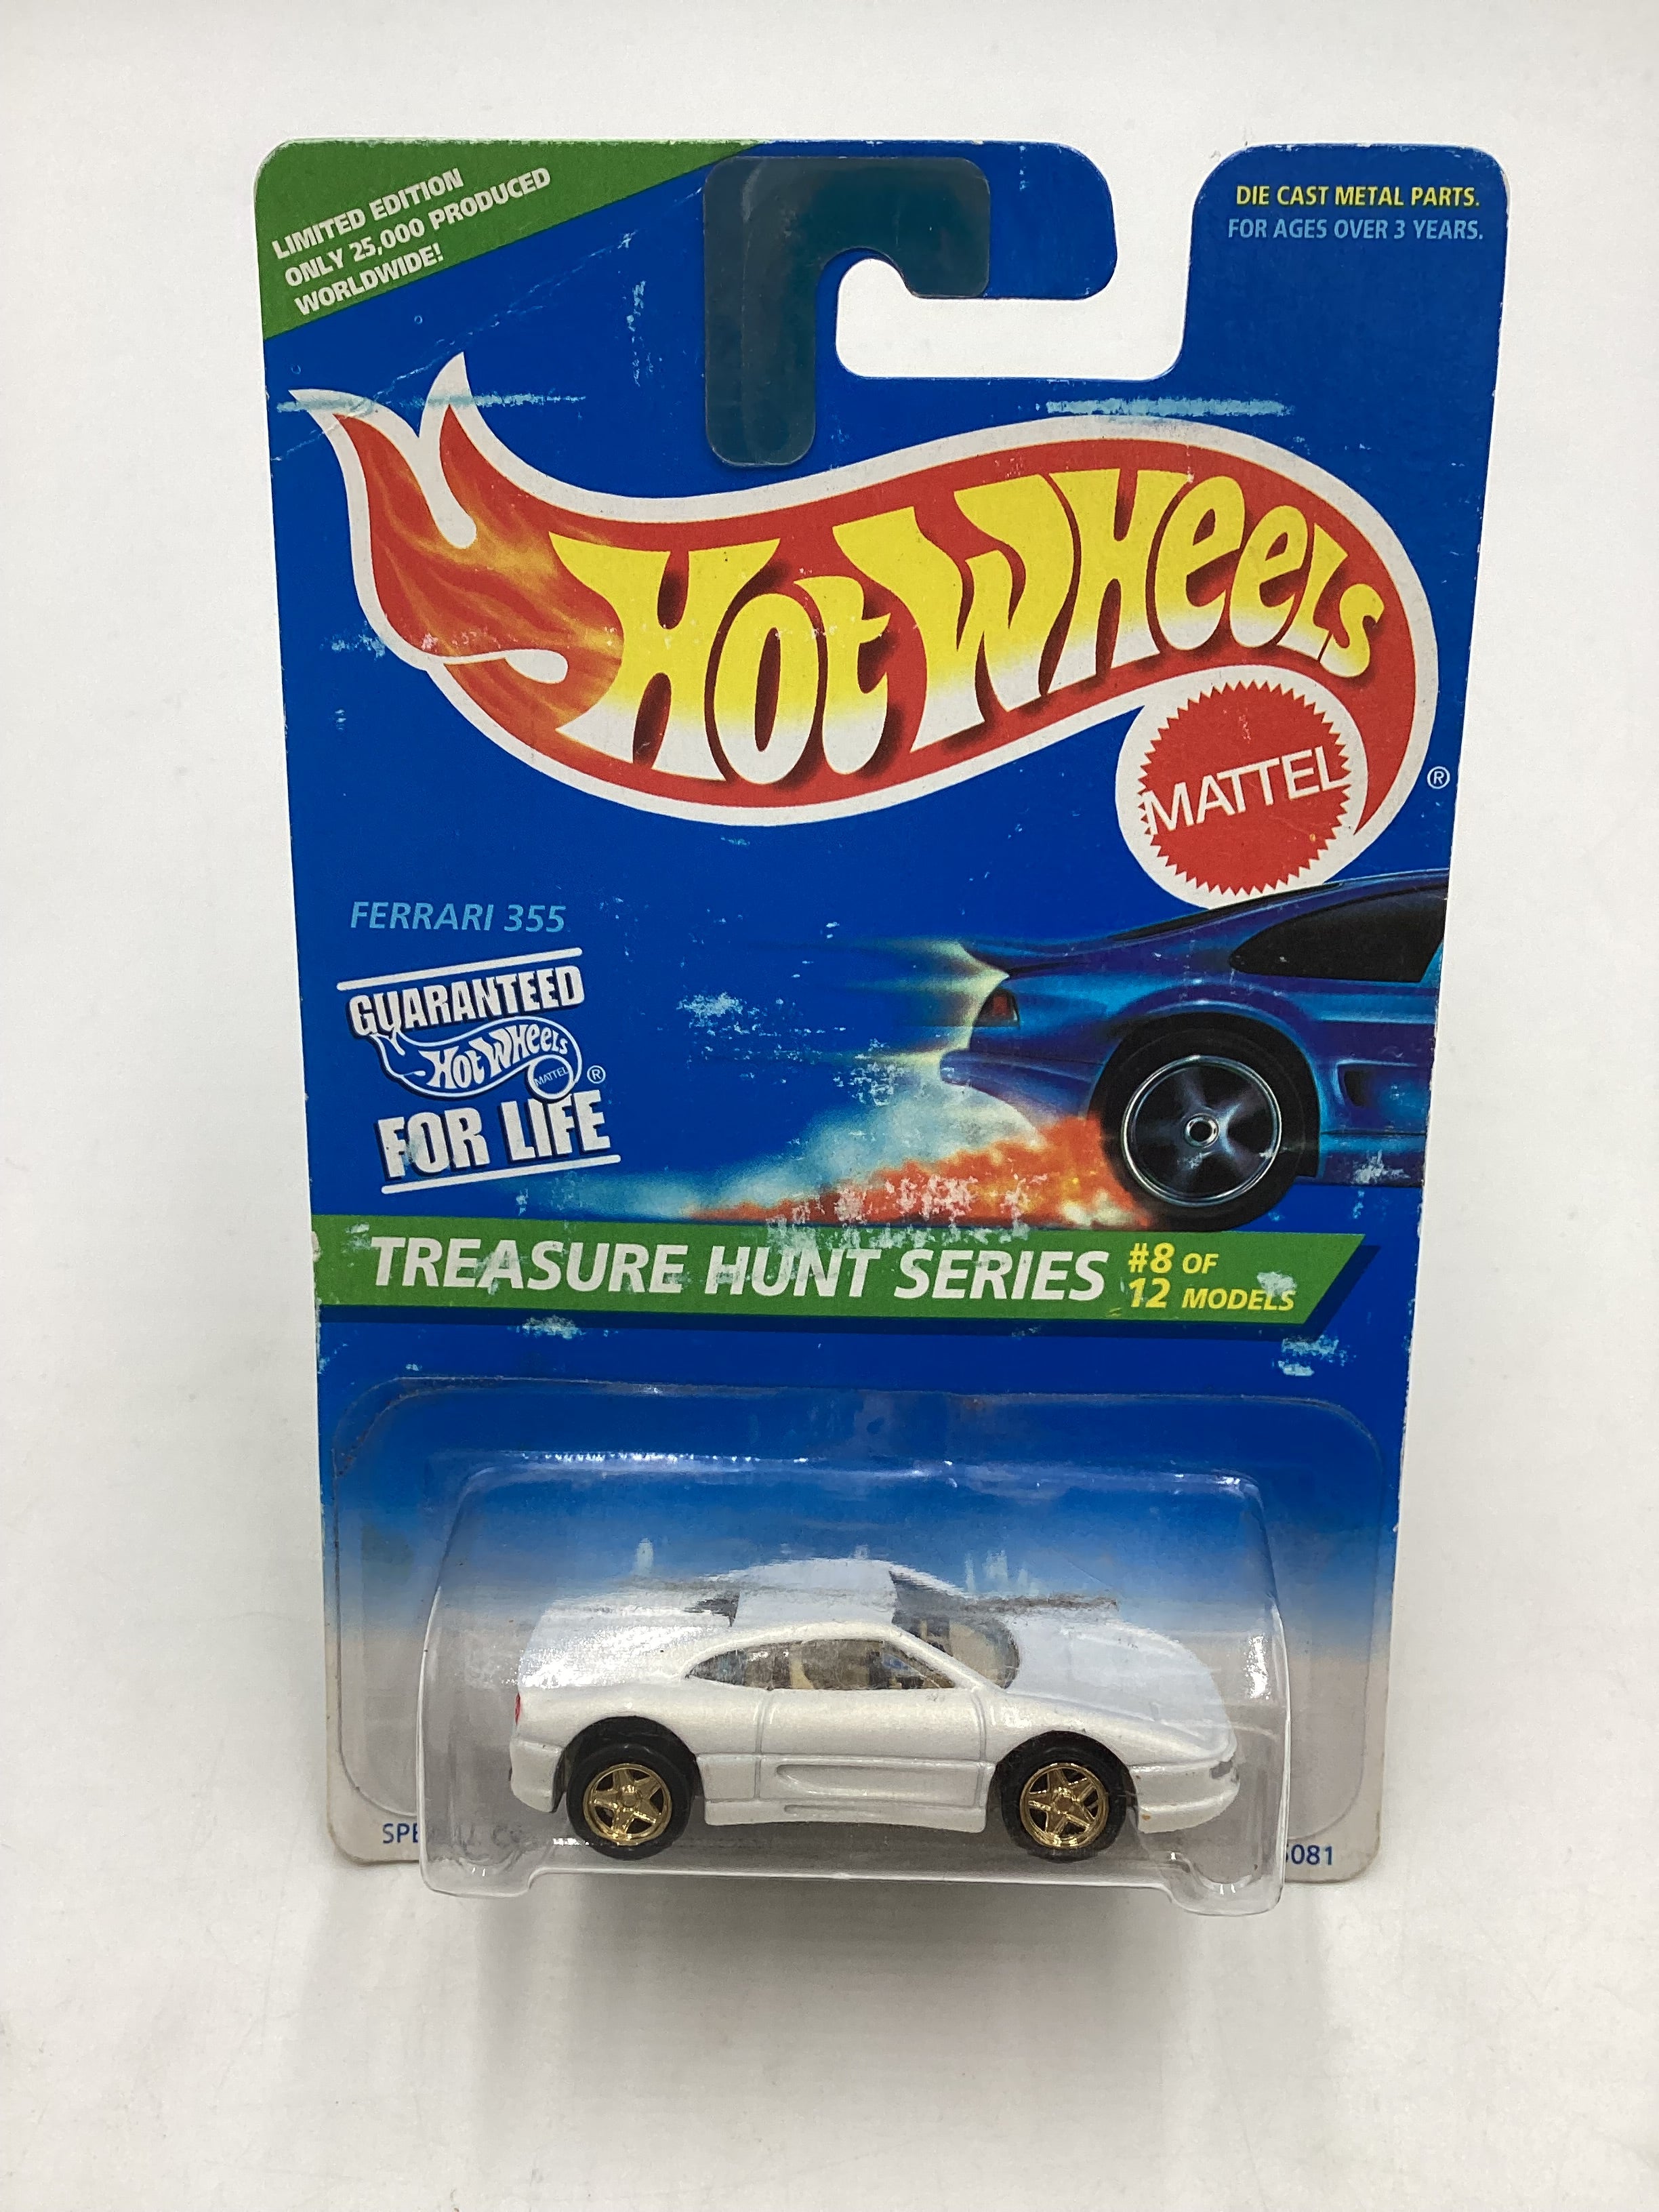 LIMITED EDITION
ONLY 25,000 PRODUCED
WORLDWIDE!
DIE CAST METAL PARTS.
FOR AGES OVER 3 YEARS.
HOT WHEELS
MATTEL
®
FERRARI 355
GUARANTEED
HOT WHEELS
MATTEL ®
FOR LIFE
TREASURE HUNT SERIES #8 OF
12 MODELS
081